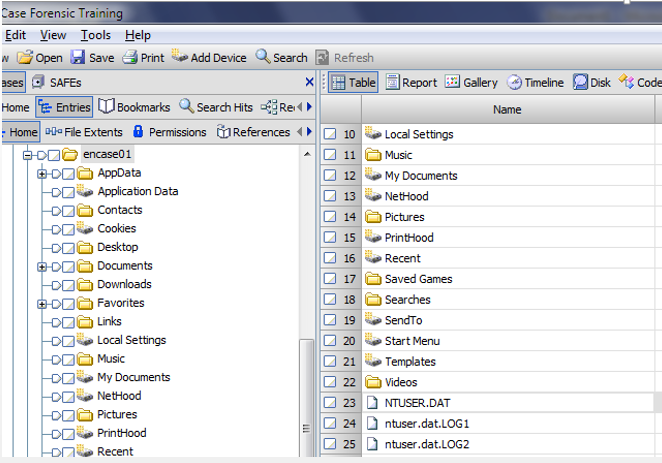 Case Forensic Training
Edit View Tools Help
w Open Save Print Add Device Search Refresh
ases SAFEs
Home Entries Bookmarks Search Hits Rec
Home File Extents Permissions References
encase01
AppData
Application Data
Contacts
Cookies
Desktop
Documents
Downloads
Favorites
Links
Local Settings
Music
My Documents
NetHood
Pictures
PrintHood
Recent
Table Report Gallery Timeline Disk Code
Name
10 Local Settings
11 Music
12 My Documents
13 NetHood
14 Pictures
15 PrintHood
16 Recent
17 Saved Games
18 Searches
19 SendTo
20 Start Menu
21 Templates
22 Videos
23 NTUSER.DAT
24 ntuser.dat.LOG1
25 ntuser.dat.LOG2